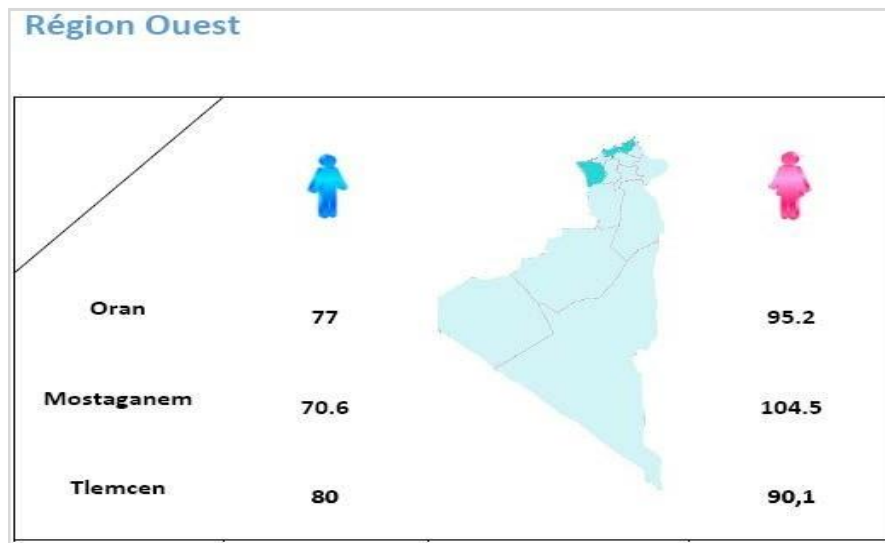 Région Ouest
Oran 77 95.2
Mostaganem 70.6 104.5
Tlemcen 80 90,1